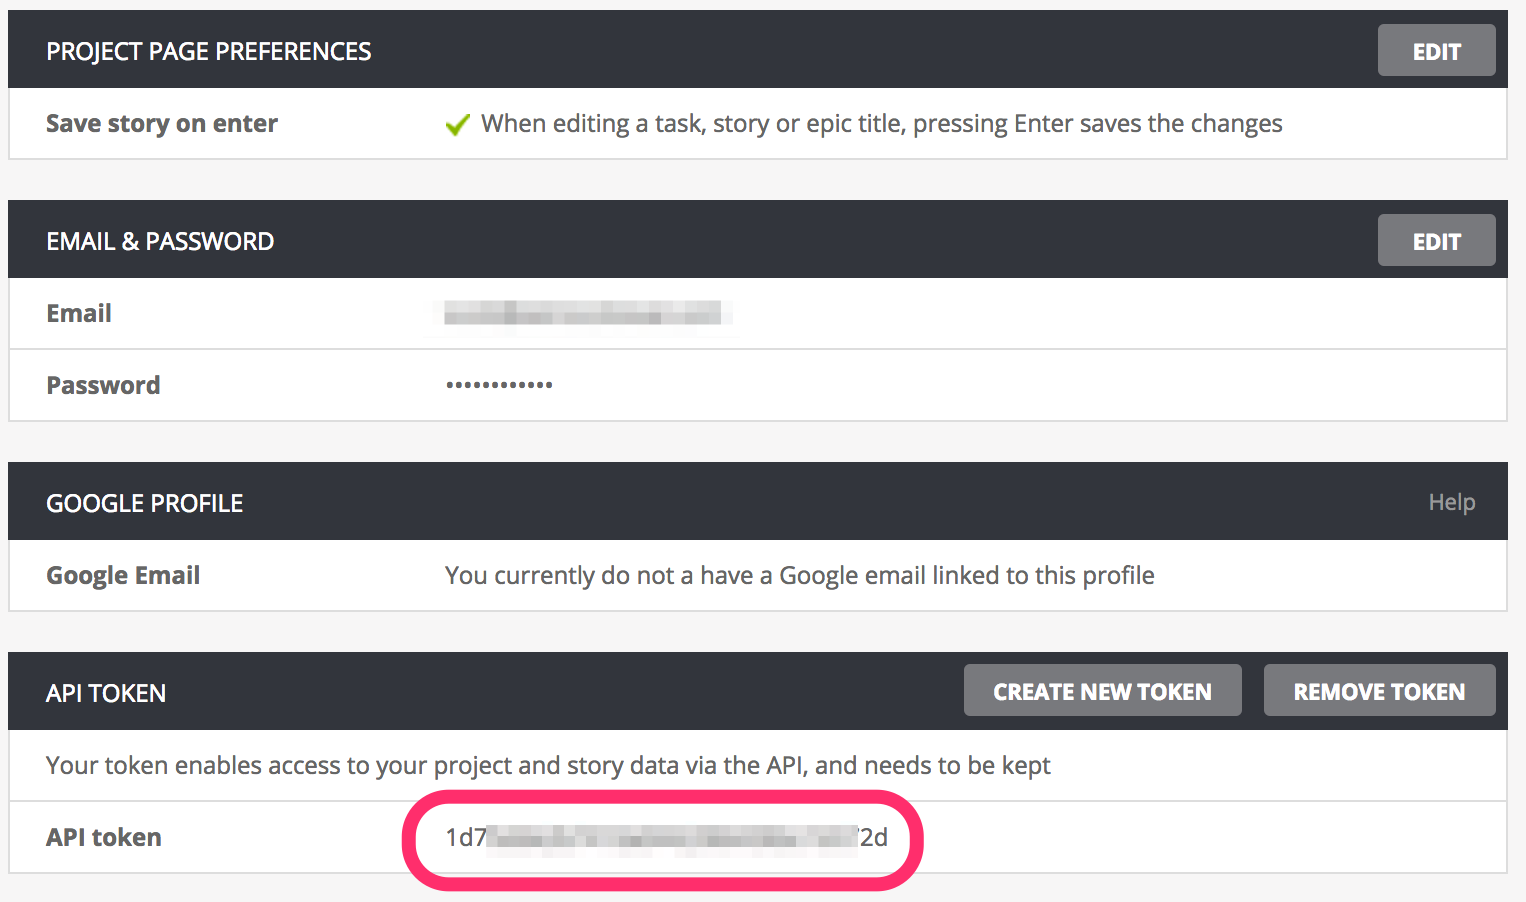 PROJECT PAGE PREFERENCES
EDIT
Save story on enter
When editing a task, story or epic title, pressing Enter saves the changes
EMAIL & PASSWORD
EDIT
Email
Password
••••••••••••
GOOGLE PROFILE
Help
Google Email
You currently do not a have a Google email linked to this profile
API TOKEN
CREATE NEW TOKEN
REMOVE TOKEN
Your token enables access to your project and story data via the API, and needs to be kept
API token
1d7
2d